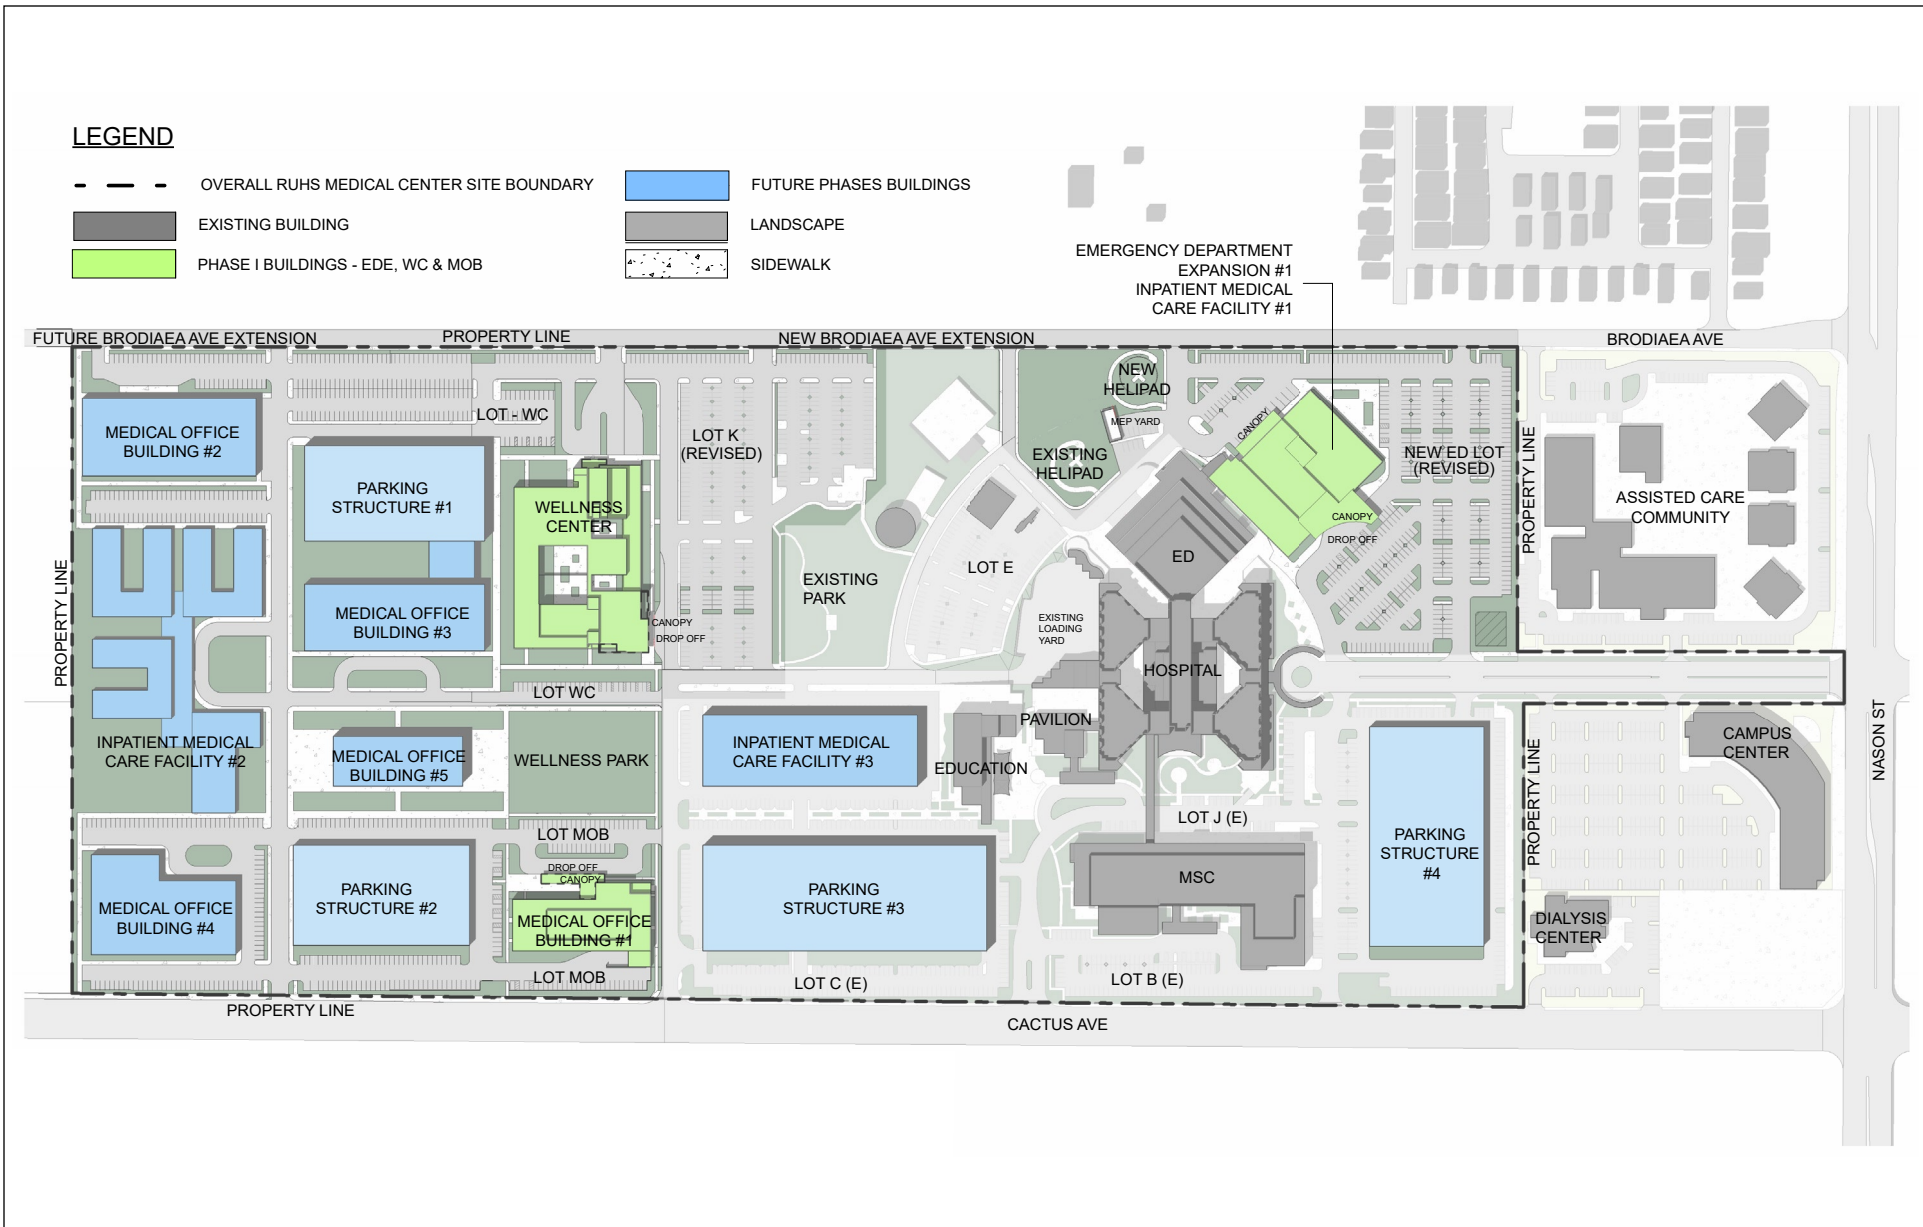 LEGEND
OVERALL RUHS MEDICAL CENTER SITE BOUNDARY
EXISTING BUILDING
PHASE I BUILDINGS - EDE, WC & MOB
FUTURE PHASES BUILDINGS
LANDSCAPE
SIDEWALK
EMERGENCY DEPARTMENT
EXPANSION #1
INPATIENT MEDICAL
CARE FACILITY #1
FUTURE BRODIAEA AVE EXTENSION
PROPERTY LINE
NEW BRODIAEA AVE EXTENSION
BRODIAEA AVE
MEDICAL OFFICE
BUILDING #2
LOT - WC
LOT K
(REVISED)
NEW
HELIPAD
MEP YARD
CANOPY
EXISTING
HELIPAD
NEW ED LOT
(REVISED)
PROPERTY LINE
PARKING
STRUCTURE #1
WELLNESS
CENTER
ASSISTED CARE
COMMUNITY
CANOPY
DROP OFF
ED
LOT E
EXISTING
PARK
PROPERTY LINE
MEDICAL OFFICE
BUILDING #3
CANOPY
DROP OFF
EXISTING
LOADING
YARD
HOSPITAL
LOT WC
PAVILION
INPATIENT MEDICAL
CARE FACILITY #2
MEDICAL OFFICE
BUILDING #5
WELLNESS PARK
INPATIENT MEDICAL
CARE FACILITY #3
EDUCATION
CAMPUS
CENTER
NASON ST
PROPERTY LINE
LOT MOB
LOT J (E)
PARKING
STRUCTURE
#4
DROP OFF
CANOPY
MEDICAL OFFICE
BUILDING #4
PARKING
STRUCTURE #2
MEDICAL OFFICE
BUILDING #1
PARKING
STRUCTURE #3
MSC
DIALYSIS
CENTER
LOT MOB
LOT C (E)
LOT B (E)
PROPERTY LINE
CACTUS AVE